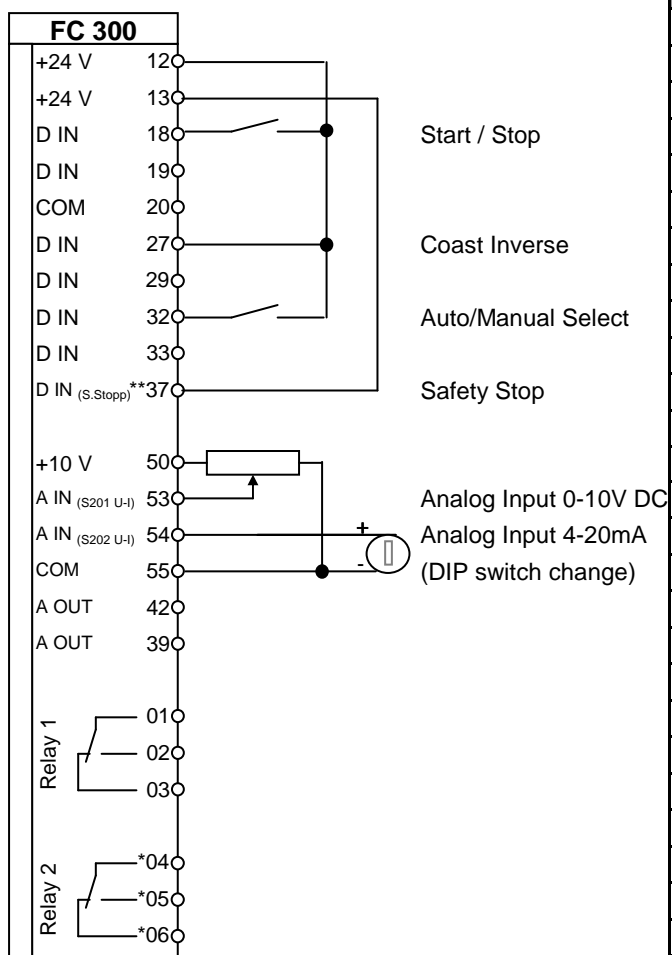 FC 300
+24 V 12
+24 V 13
D IN 18 Start / Stop
D IN 19
COM 20
D IN 27 Coast Inverse
D IN 29
D IN 32 Auto/Manual Select
D IN 33
D IN (S.Stopp)**37 Safety Stop
+10 V 50
A IN (S201 U-I) 53 Analog Input 0-10V DC
A IN (S202 U-I) 54 + Analog Input 4-20mA
COM 55 - (DIP switch change)
A OUT 42
A OUT 39
Relay 1
01
02
03
Relay 2
*04
*05
*06